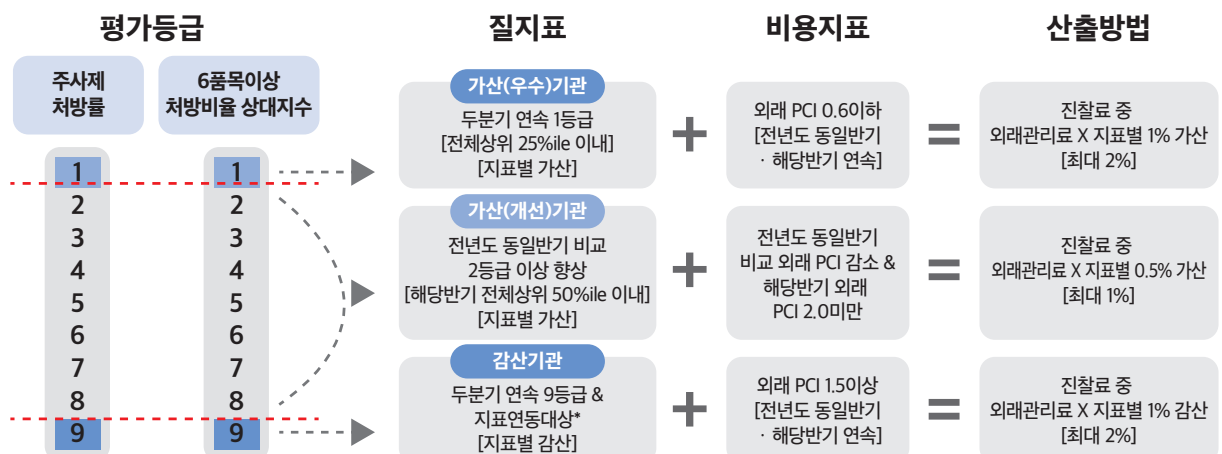 평가등급
질지표
비용지표
산출방법
주사제
처방률
6품목이상
처방비율 상대지수
1
2
3
4
5
6
7
8
9
1
2
3
4
5
6
7
8
9
가산(우수)기관
두분기 연속 1등급
[전체상위 25%ile 이내]
[지표별 가산]
+
외래 PCI 0.6이하
[전년도 동일반기
· 해당반기 연속]
=
진찰료 중
외래관리료 X 지표별 1% 가산
[최대 2%]
가산(개선)기관
전년도 동일반기 비교
2등급 이상 향상
[해당반기 전체상위 50%ile 이내]
[지표별 가산]
+
전년도 동일반기
비교 외래 PCI 감소 &
해당반기 외래
PCI 2.0미만
=
진찰료 중
외래관리료 X 지표별 0.5% 가산
[최대 1%]
감산기관
두분기 연속 9등급 &
지표연동대상*
[지표별 감산]
+
외래 PCI 1.5이상
[전년도 동일반기
· 해당반기 연속]
=
진찰료 중
외래관리료 X 지표별 1% 감산
[최대 2%]